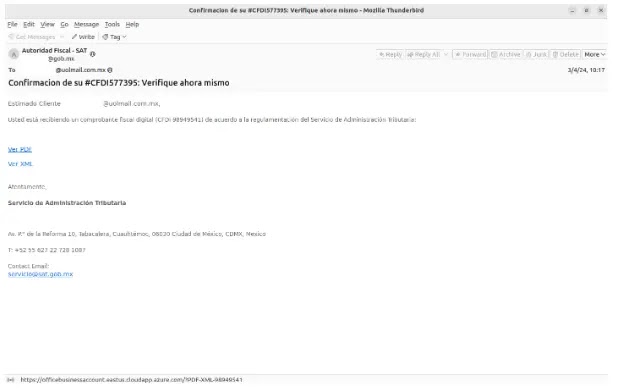 Confirmacion de su #CFDI577395: Verifique ahora mismo - Mozilla Thunderbird
File Edit View Go Message Tools Help
Get Messages Write Tag
Autoridad Fiscal - SAT
@gob.mx
Reply Reply All Forward Archive Junk Delete More
To @uolmail.com.mx 3/4/24, 10:17
Confirmacion de su #CFDI577395: Verifique ahora mismo
Estimado Cliente @uolmail.com.mx,
Usted está recibiendo un comprobante fiscal digital (CFDI-98949541) de acuerdo a la regulamentación del Servicio de Administración Tributaria:
Ver PDF
Ver XML
Atentamente,
Servicio de Administración Tributaria
Av. P.º de la Reforma 10, Tabacalera, Cuauhtémoc, 06030 Ciudad de México, CDMX, Mexico
T: +52 55 627 22 728 1087
Contact Email:
servicio@sat.gob.mx
https://officebusinessaccount.eastus.cloudapp.azure.com/?PDF-XML-98949541